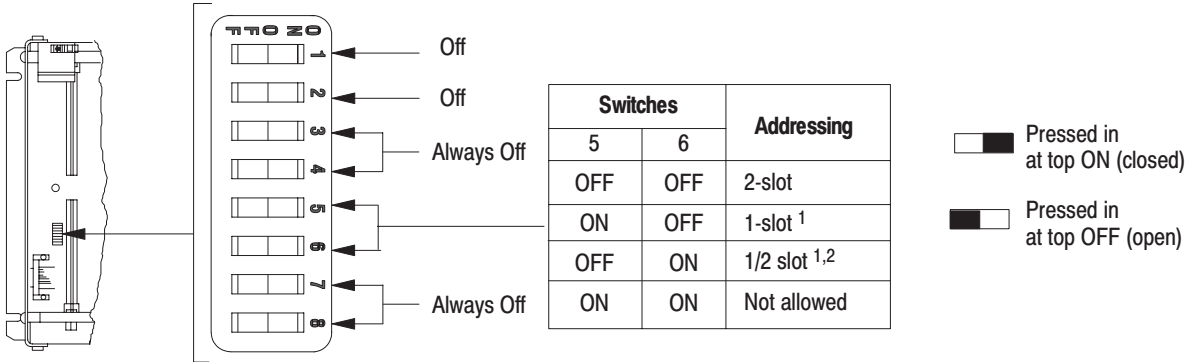 ON OFF
1 Off
2 Off
3
4
Always Off
5
6
7
8
Always Off
Switches Addressing
5 6
OFF OFF 2-slot
ON OFF 1-slot 1
OFF ON 1/2 slot 1,2
ON ON Not allowed
Pressed in
at top ON (closed)
Pressed in
at top OFF (open)